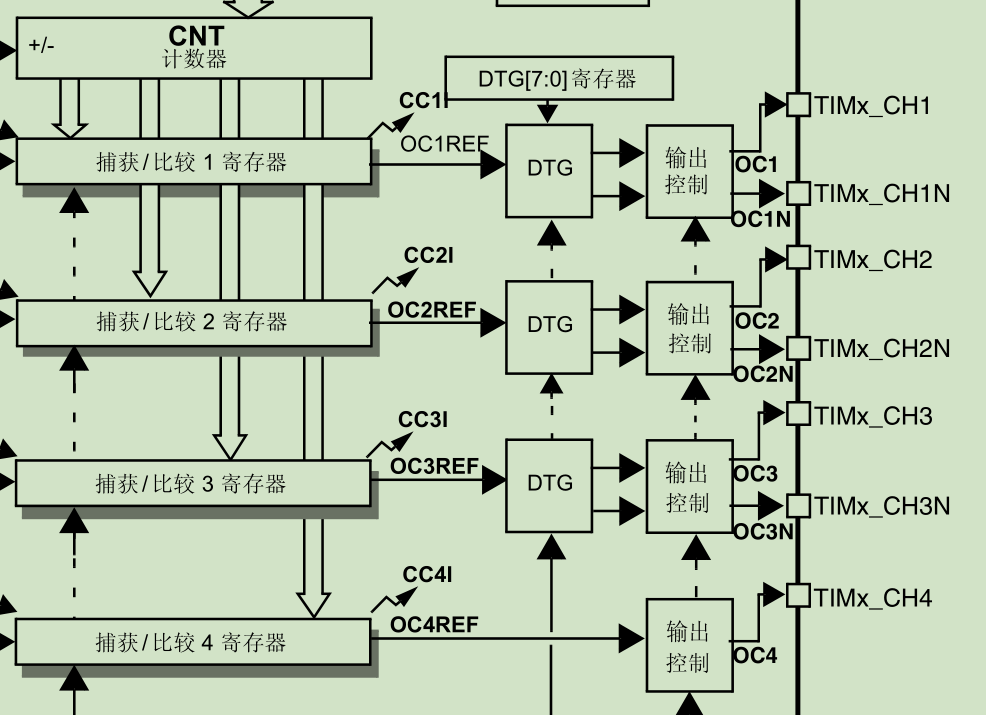 +/-
CNT
计数器
DTG[7:0]寄存器
CC1I
OC1REF
捕获/比较 1 寄存器
DTG
输出
控制
OC1
OC1N
TIMx_CH1
TIMx_CH1N
CC2I
OC2REF
捕获/比较 2 寄存器
DTG
输出
控制
OC2
OC2N
TIMx_CH2
TIMx_CH2N
CC3I
OC3REF
捕获/比较 3 寄存器
DTG
输出
控制
OC3
OC3N
TIMx_CH3
TIMx_CH3N
CC4I
OC4REF
捕获/比较 4 寄存器
输出
控制
OC4
TIMx_CH4